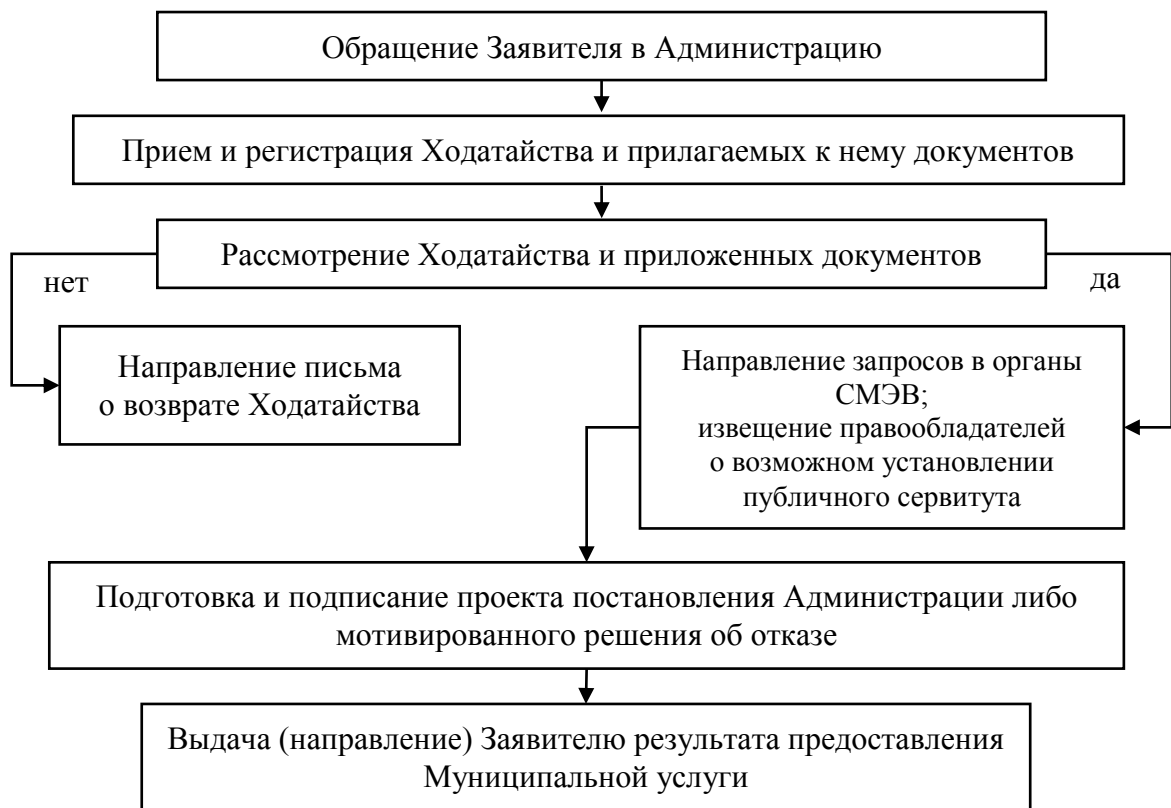 Обращение Заявителя в Администрацию
Прием и регистрация Ходатайства и прилагаемых к нему документов
Рассмотрение Ходатайства и приложенных документов
нет
да
Направление письма
о возврате Ходатайства
Направление запросов в органы
СМЭВ;
извещение правообладателей
о возможном установлении
публичного сервитута
Подготовка и подписание проекта постановления Администрации либо
мотивированного решения об отказе
Выдача (направление) Заявителю результата предоставления
Муниципальной услуги